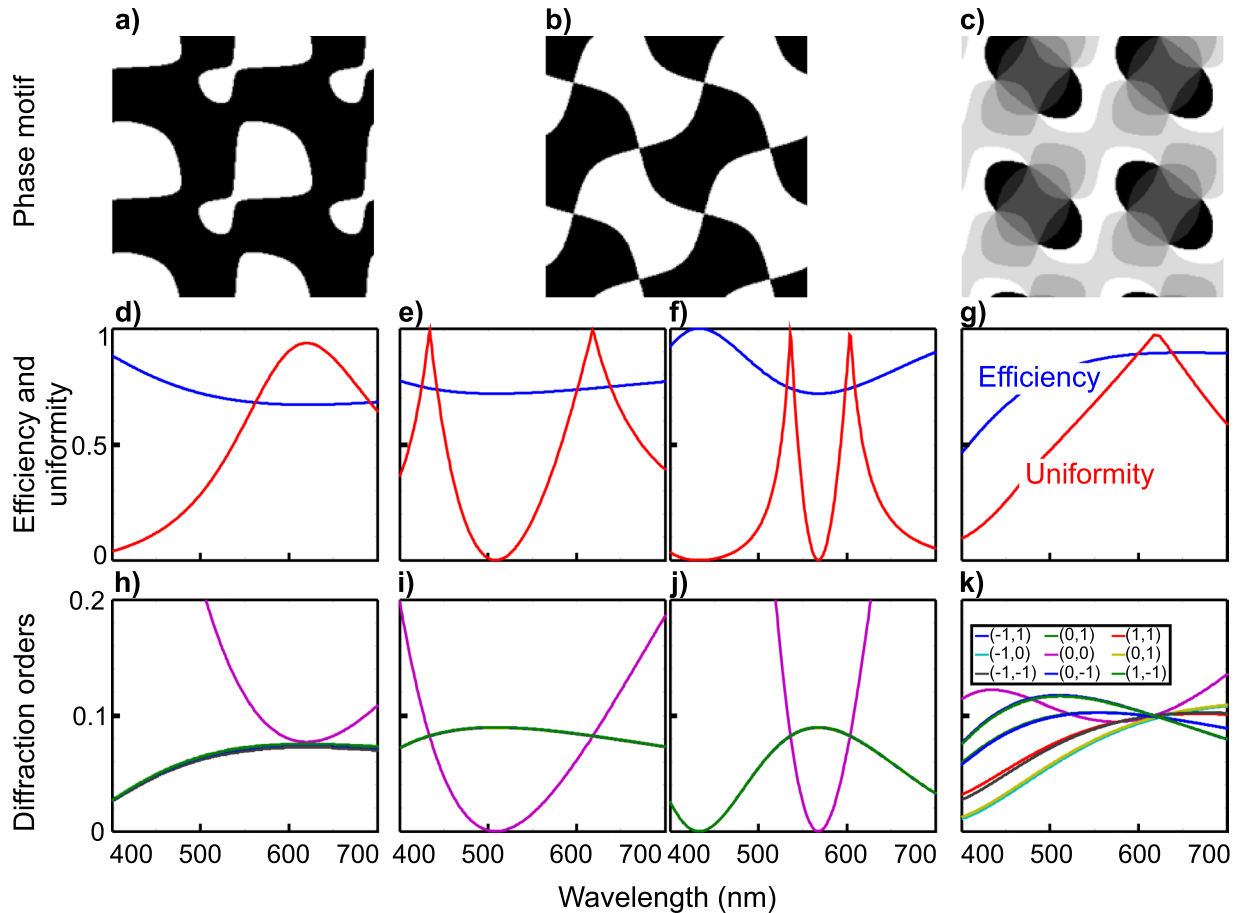 a)
b)
c)
Phase motif
d)
e)
f)
g)
1
0.5
0
Efficiency and
uniformity
Efficiency
Uniformity
h)
i)
j)
k)
0.2
0.1
0
Diffraction orders
(-1,1) (0,1) (1,1)
(-1,0) (0,0) (0,1)
(-1,-1) (0,-1) (1,-1)
400 500 600 700 400 500 600 700 500 600 700 400 500 600 700
Wavelength (nm)